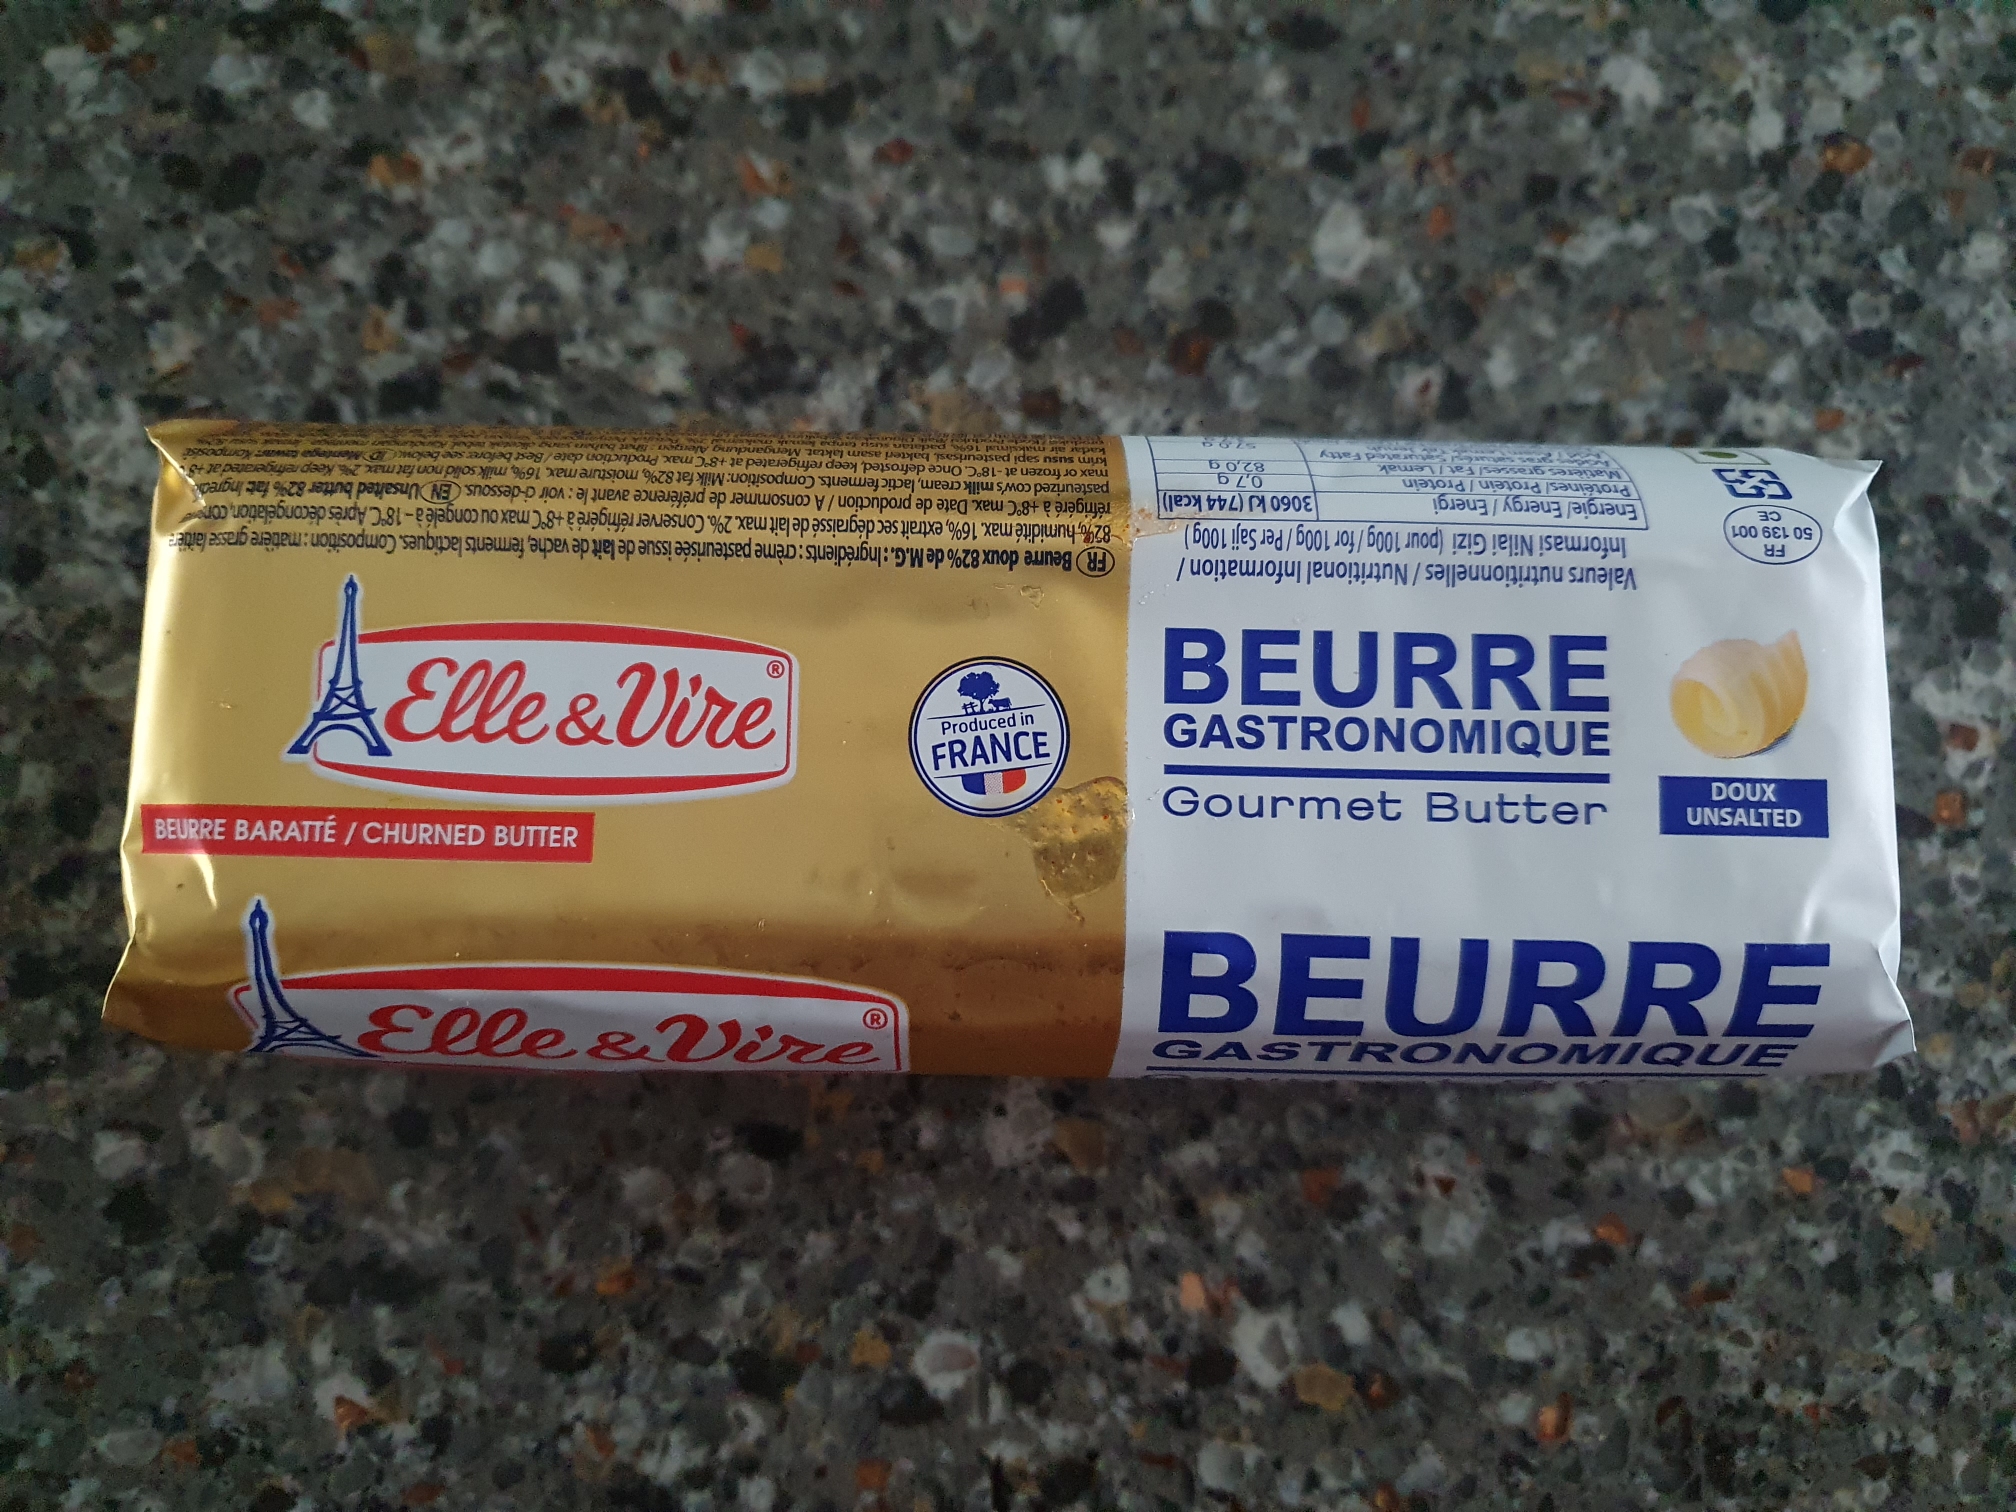 Elle & Vire®
Produced in
FRANCE
BEURRE BARATTÉ / CHURNED BUTTER
BEURRE
GASTRONOMIQUE
Gourmet Butter
DOUX
UNSALTED
Elle & Vire®
BEURRE
GASTRONOMIQUE
FR Beurre doux 82% de M.G.: Ingrédients : crème pasteurisée issue de lait de vache, ferments lactiques. Composition : matière grasse laitière
82%, humidité max. 16%, extrait sec dégraissé de lait max. 2%. Conserver réfrigéré à +8°C max ou congelé à -18°C. Après décongélation,
réfrigéré à +8°C max. Date de production / A consommer de préférence avant le : voir ci-dessous. EN Unsalted butter 82% fat:
pasteurized cow's milk cream, lactic ferments. Composition: Milk fat 82%, moisture max. 16%, milk solid non fat max. 2%. Keep refrigerated at +8°C
max or frozen at -18°C. Once defrosted, keep refrigerated at +8°C max. Production date / Best before: see below.
Valeurs nutritionnelles / Nutritional Information /
Informasi Nilai Gizi (pour 100g / for 100g / Per Saji 100g)
Energie/ Energy / Energi 3060 kJ (744 kcal)
Protéines/ Protein / Protein 0,7 g
Matières grasses/ Fat / Lemak 82,0 g
FR
50 139 001
CE